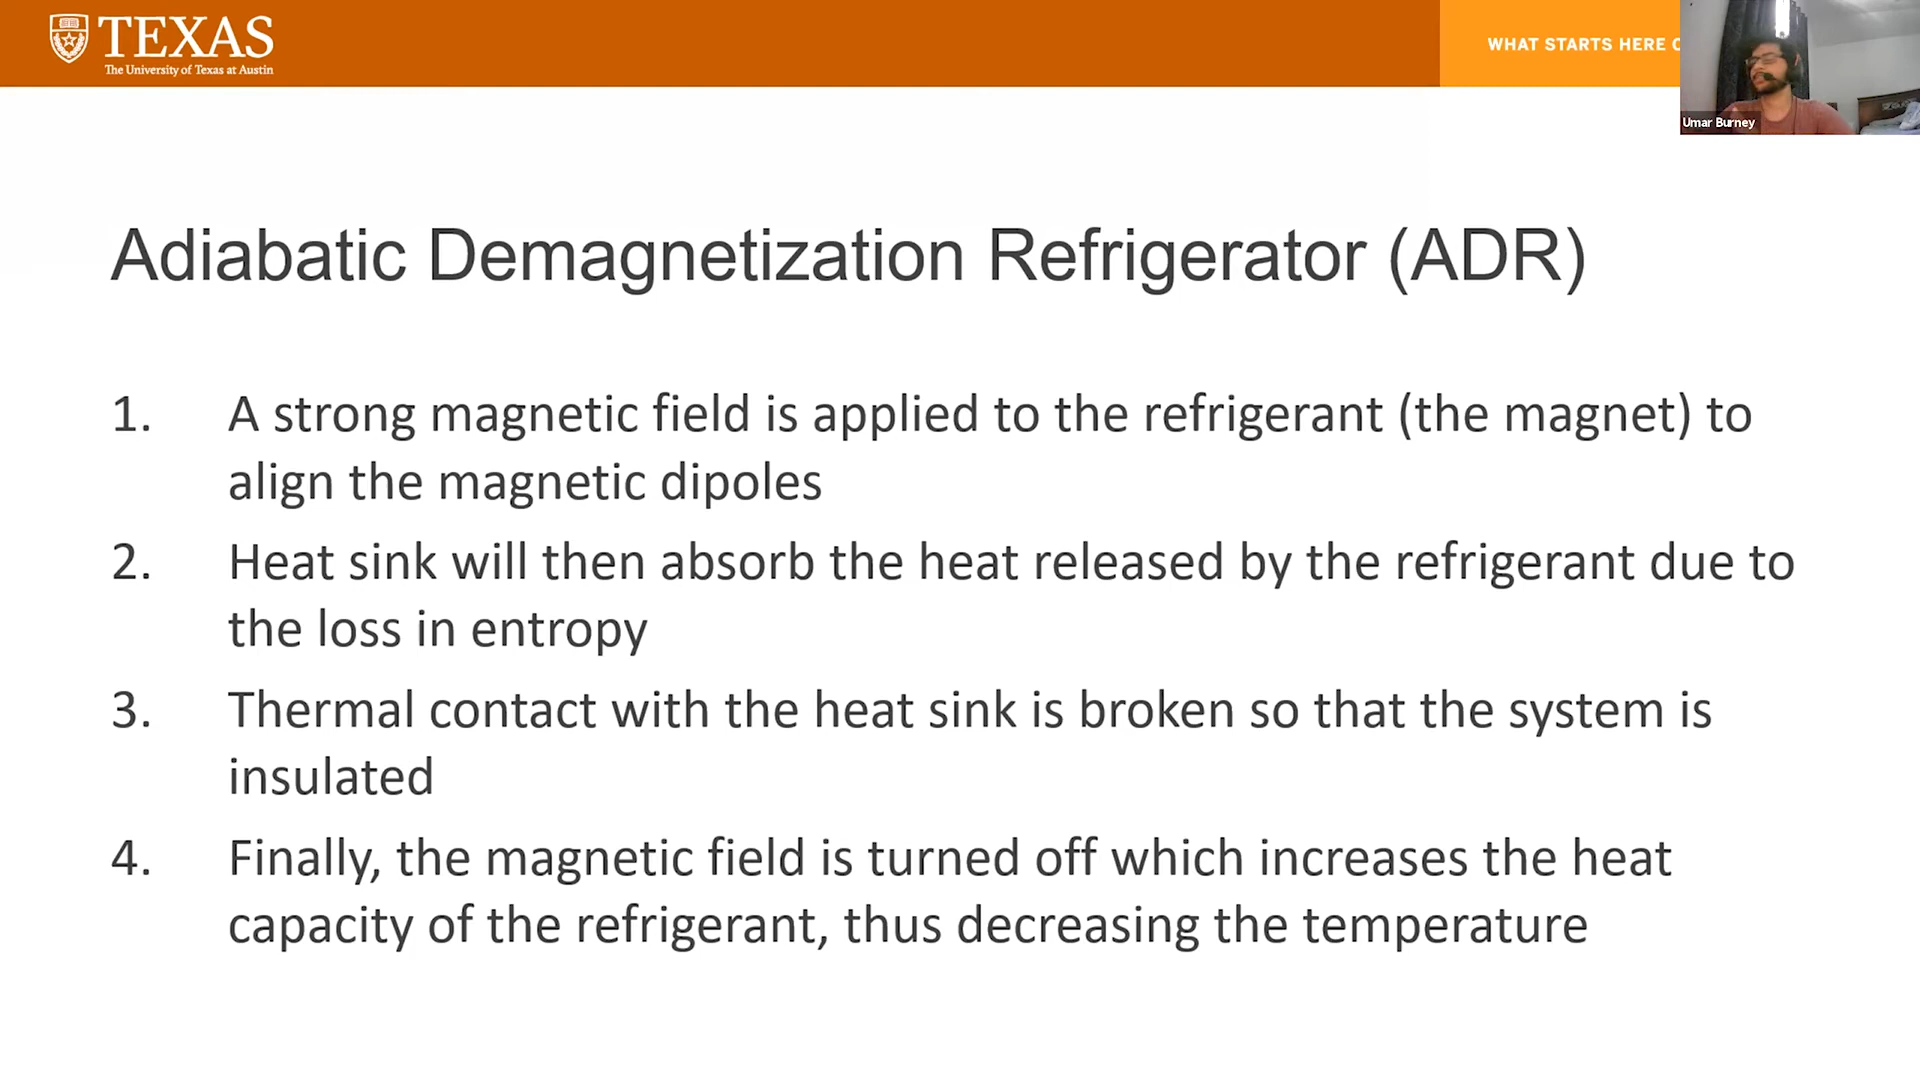 TEXAS
The University of Texas at Austin
WHAT STARTS HERE
Umar Burney
Adiabatic Demagnetization Refrigerator (ADR)
1. A strong magnetic field is applied to the refrigerant (the magnet) to
align the magnetic dipoles
2. Heat sink will then absorb the heat released by the refrigerant due to
the loss in entropy
3. Thermal contact with the heat sink is broken so that the system is
insulated
4. Finally, the magnetic field is turned off which increases the heat
capacity of the refrigerant, thus decreasing the temperature